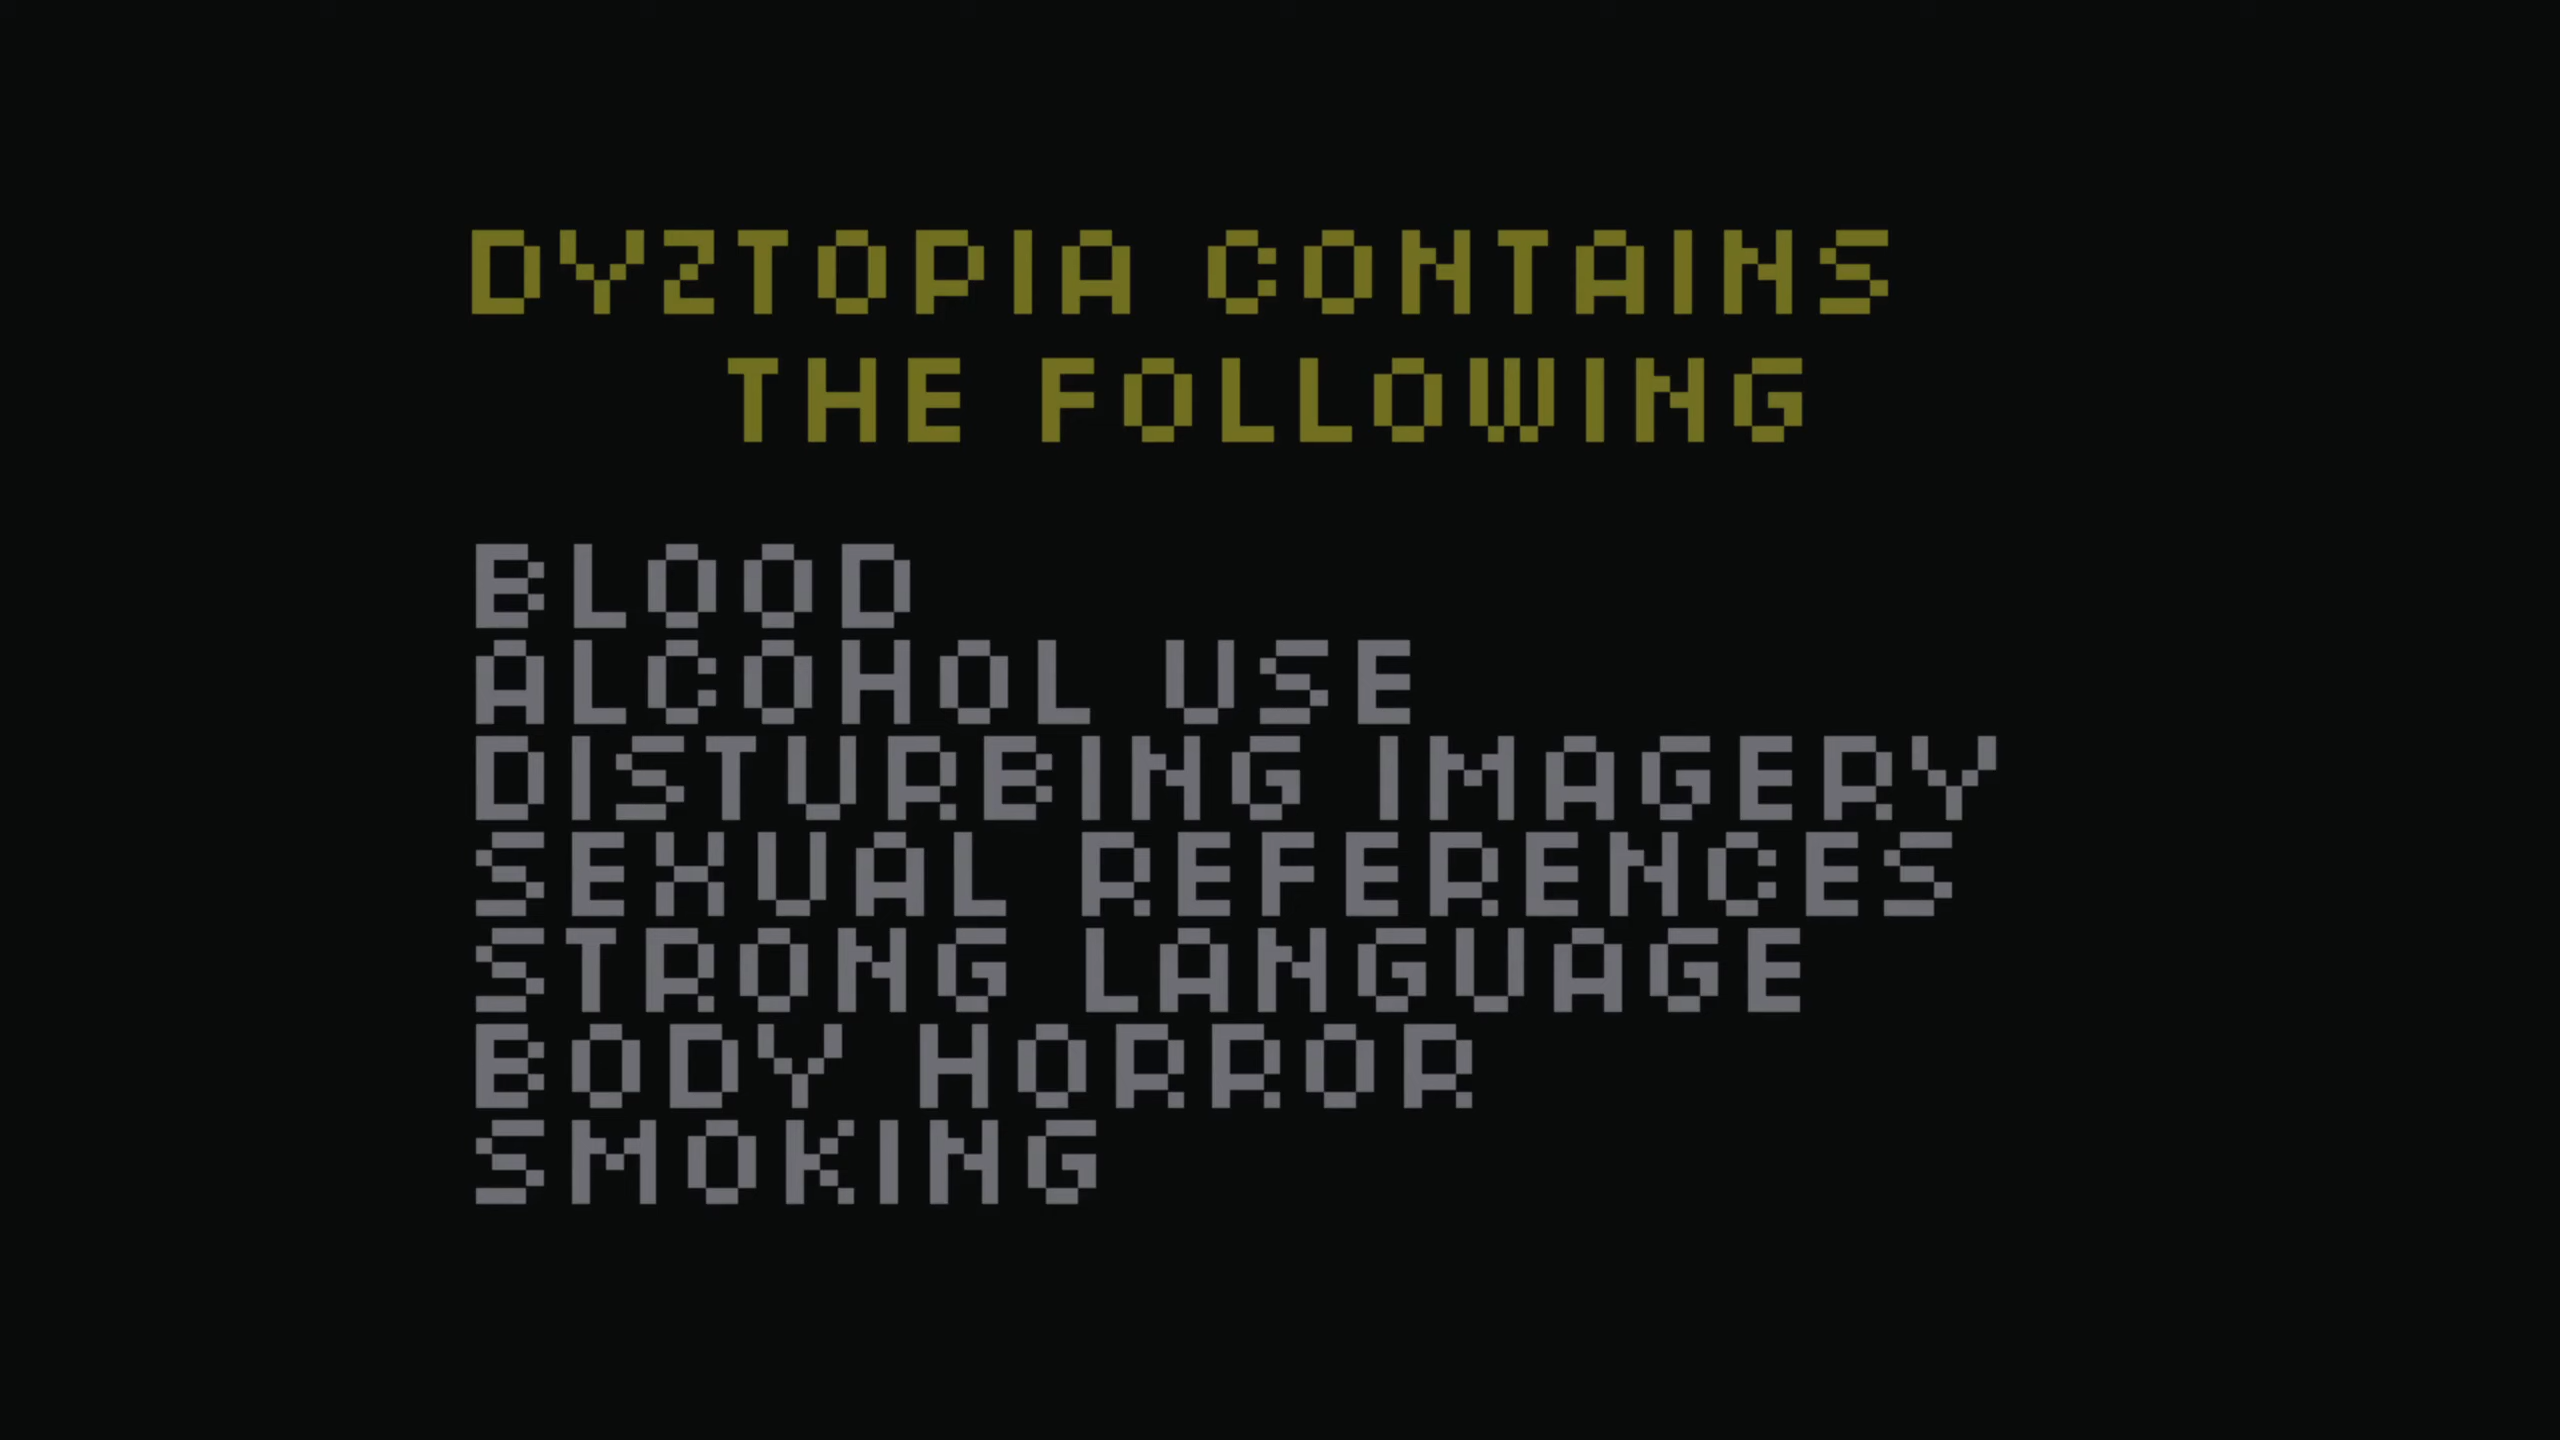 DYZTOPIA CONTAINS
THE FOLLOWING
BLOOD
ALCOHOL USE
DISTURBING IMAGERY
SEXUAL REFERENCES
STRONG LANGUAGE
BODY HORROR
SMOKING